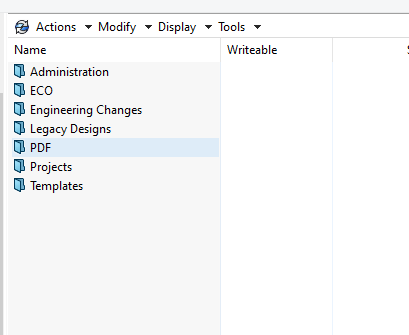 Actions Modify Display Tools
Name Writeable
Administration
ECO
Engineering Changes
Legacy Designs
PDF
Projects
Templates